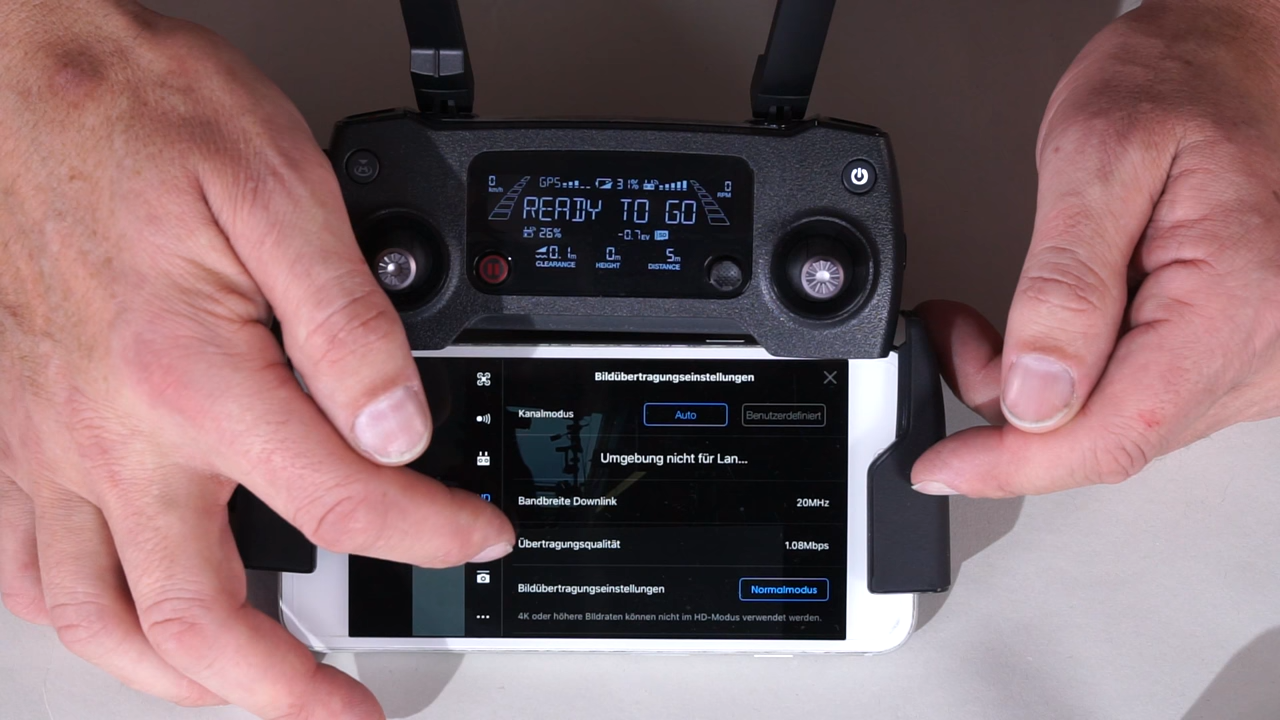 0 GPS 31% 0
km/h RPM
READY TO GO
26% -0.7EV ISO
0.1m 0m 5m
CLEARANCE HEIGHT DISTANCE
Bildübertragungseinstellungen
Kanalmodus Auto Benutzerdefiniert
Umgebung nicht für Lan...
Bandbreite Downlink 20MHz
Übertragungsqualität 1.08Mbps
Bildübertragungseinstellungen Normalmodus
4K oder höhere Bildraten können nicht im HD-Modus verwendet werden.